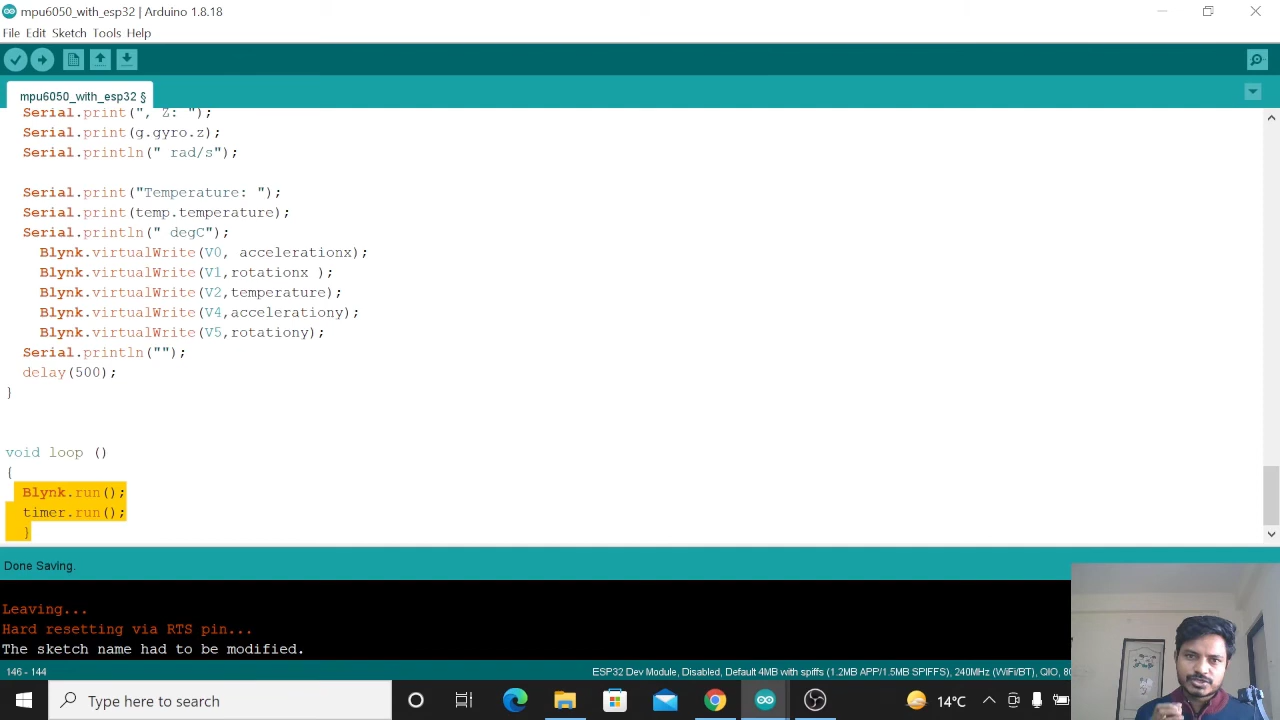 mpu6050_with_esp32 | Arduino 1.8.18
File Edit Sketch Tools Help
mpu6050_with_esp32 §
Serial.print(", Z: ");
Serial.print(g.gyro.z);
Serial.println(" rad/s");
Serial.print("Temperature: ");
Serial.print(temp.temperature);
Serial.println(" degC");
Blynk.virtualWrite(V0, accelerationx);
Blynk.virtualWrite(V1,rotationx );
Blynk.virtualWrite(V2,temperature);
Blynk.virtualWrite(V4,accelerationy);
Blynk.virtualWrite(V5,rotationy);
Serial.println("");
delay(500);
}
void loop ()
{
Blynk.run();
timer.run();
}
Done Saving.
Leaving...
Hard resetting via RTS pin...
The sketch name had to be modified.
146 - 144
ESP32 Dev Module, Disabled, Default 4MB with spiffs (1.2MB APP/1.5MB SPIFFS), 240MHz (WiFi/BT), QIO, 80
Type here to search
14°C